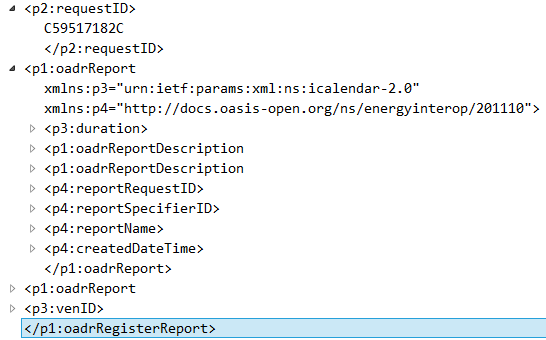 <p2:requestID>
C59517182C
</p2:requestID>
<p1:oadrReport
xmlns:p3="urn:ietf:params:xml:ns:icalendar-2.0"
xmlns:p4="http://docs.oasis-open.org/ns/energyinterop/201110">
<p3:duration>
<p1:oadrReportDescription
<p1:oadrReportDescription
<p4:reportRequestID>
<p4:reportSpecifierID>
<p4:reportName>
<p4:createdDateTime>
</p1:oadrReport>
<p1:oadrReport
<p3:venID>
</p1:oadrRegisterReport>